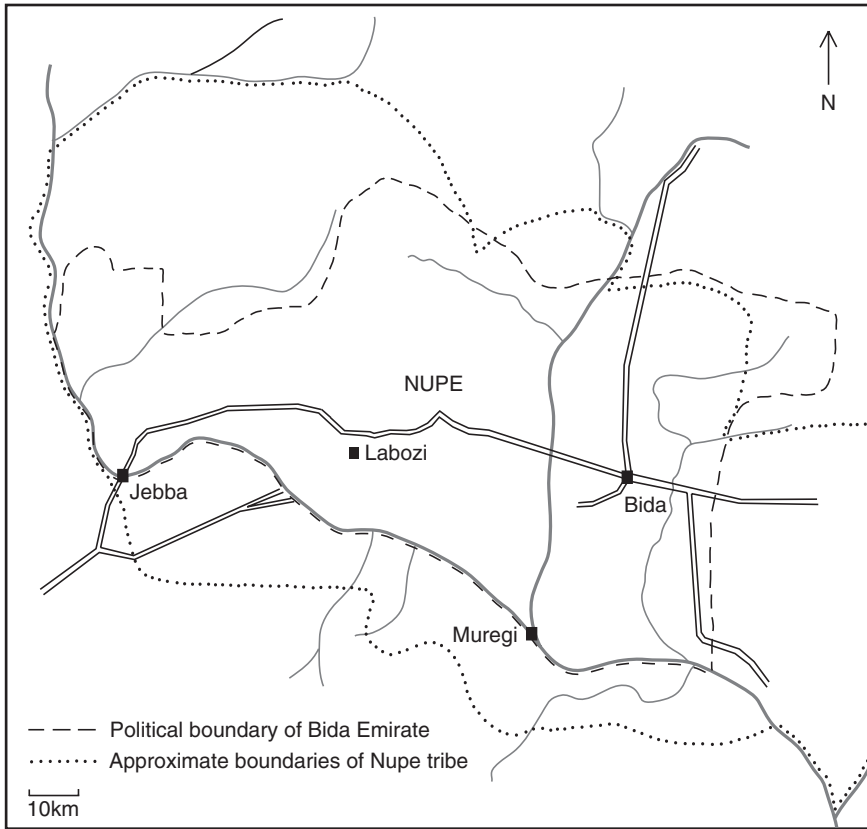 N
NUPE
Labozi
Jebba
Bida
Muregi
Political boundary of Bida Emirate
Approximate boundaries of Nupe tribe
10km